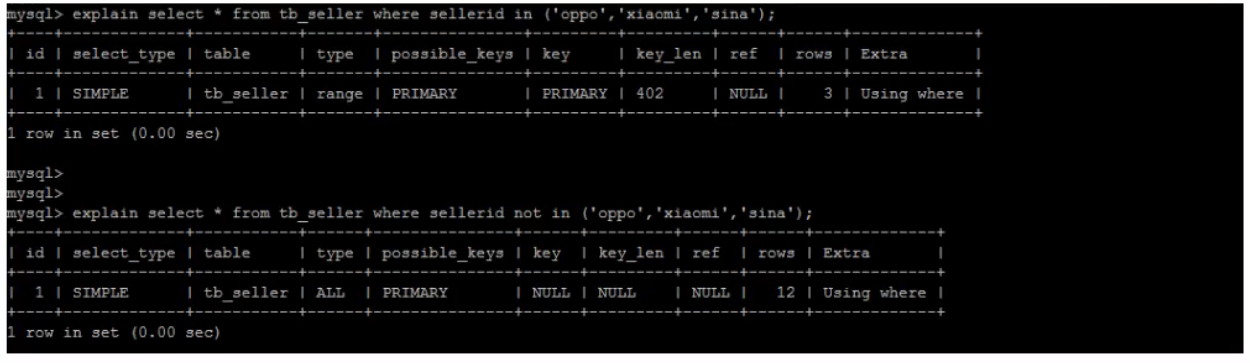 mysql> explain select * from tb_seller where sellerid in ('oppo','xiaomi','sina');
+----+-------------+-----------+-------+---------------+---------+---------+------+------+-------------+
| id | select_type | table     | type  | possible_keys | key     | key_len | ref  | rows | Extra       |
+----+-------------+-----------+-------+---------------+---------+---------+------+------+-------------+
|  1 | SIMPLE      | tb_seller | range | PRIMARY       | PRIMARY | 402     | NULL |    3 | Using where |
+----+-------------+-----------+-------+---------------+---------+---------+------+------+-------------+
1 row in set (0.00 sec)
mysql>
mysql>
mysql> explain select * from tb_seller where sellerid not in ('oppo','xiaomi','sina');
+----+-------------+-----------+------+---------------+------+---------+------+------+-------------+
| id | select_type | table     | type | possible_keys | key  | key_len | ref  | rows | Extra       |
+----+-------------+-----------+------+---------------+------+---------+------+------+-------------+
|  1 | SIMPLE      | tb_seller | ALL  | PRIMARY       | NULL | NULL    | NULL |   12 | Using where |
+----+-------------+-----------+------+---------------+------+---------+------+------+-------------+
1 row in set (0.00 sec)